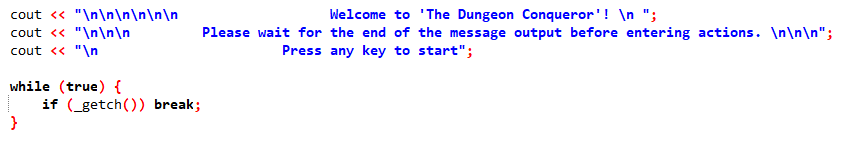 cout << "\n\n\n\n\n\n                   Welcome to 'The Dungeon Conqueror'! \n ";
cout << "\n\n\n         Please wait for the end of the message output before entering actions. \n\n\n";
cout << "\n                       Press any key to start";
while (true) {
    if (_getch()) break;
}